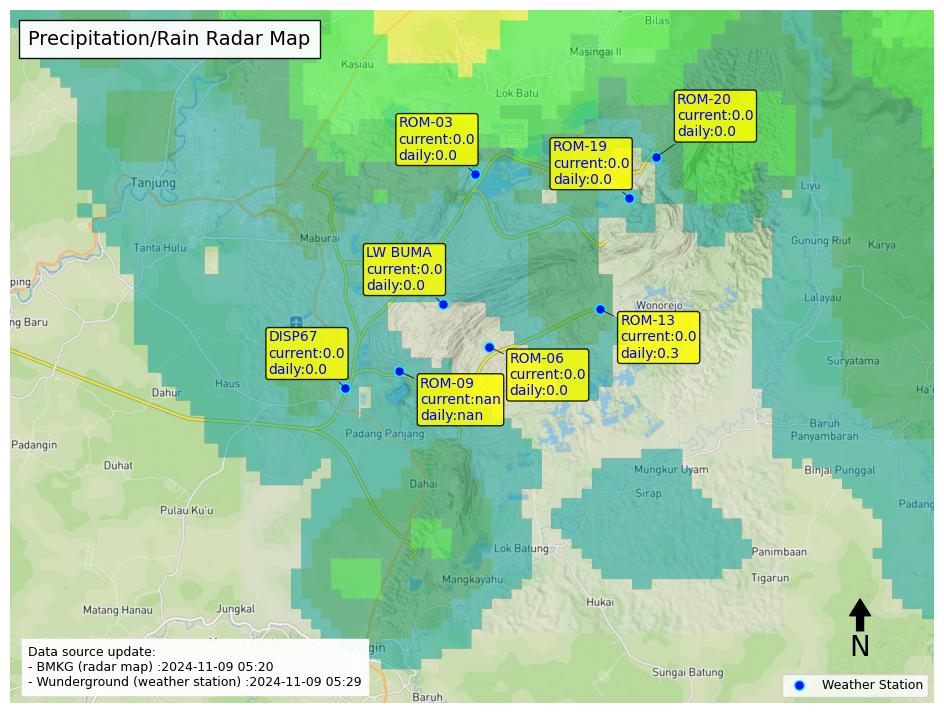 Precipitation/Rain Radar Map
Bilas
Masingai II
Kasiau
Lok Batu
ROM-20
current:0.0
daily:0.0
ROM-03
current:0.0
daily:0.0
ROM-19
current:0.0
daily:0.0
Tanjung
Liyu
Maburai
Tanta Hulu
Gunung Riut
Karya
LW BUMA
current:0.0
daily:0.0
ping
Lalayau
Wonorejo
ng Baru
ROM-13
current:0.0
daily:0.3
DISP67
current:0.0
daily:0.0
ROM-06
current:0.0
daily:0.0
Suryatama
Haus
Dahur
ROM-09
current:nan
daily:nan
Padang Panjang
Baruh
Panyambaran
Padangin
Duhat
Mungkur Uyam
Binjai Punggal
Dahai
Sirap
Padang
Pulau Ku'u
Lok Batung
Panimbaan
Mangkayahu
Tigarun
Hukai
Matang Hanau
Jungkal
N
gin
Data source update:
- BMKG (radar map) :2024-11-09 05:20
- Wunderground (weather station) :2024-11-09 05:29
Sungai Batung
Weather Station
Baruh